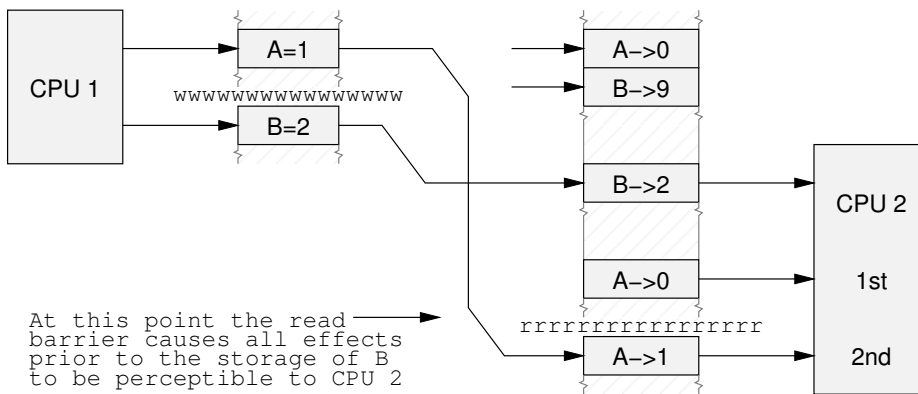 CPU 1
A=1
wwwwwwwwwwwwwwww
B=2
A->0
B->9
B->2
CPU 2
A->0
1st
rrrrrrrrrrrrrrrr
A->1
2nd
At this point the read
barrier causes all effects
prior to the storage of B
to be perceptible to CPU 2